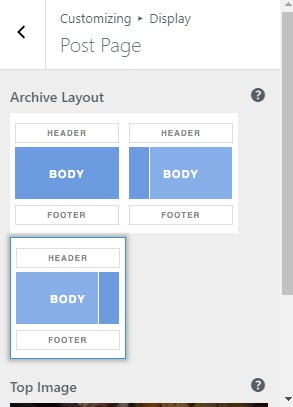 Customizing ▸ Display
Post Page
Archive Layout
HEADER
BODY
FOOTER
HEADER
BODY
FOOTER
HEADER
BODY
FOOTER
Top Image